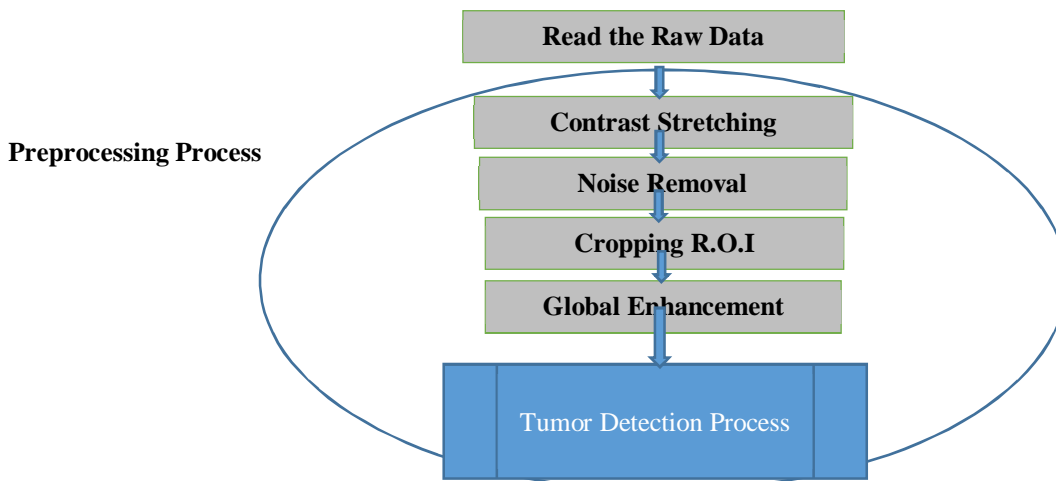 Read the Raw Data
Contrast Stretching
Preprocessing Process
Noise Removal
Cropping R.O.I
Global Enhancement
Tumor Detection Process